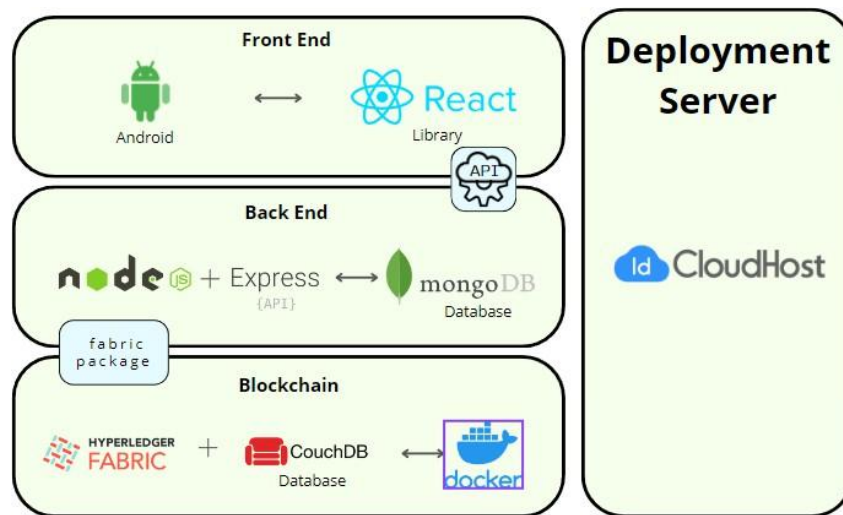 Front End
Android
React
Library
API
Back End
node JS + Express
{API}
mongoDB
Database
fabric
package
Blockchain
HYPERLEDGER
FABRIC
+
CouchDB
Database
docker
Deployment
Server
Id CloudHost